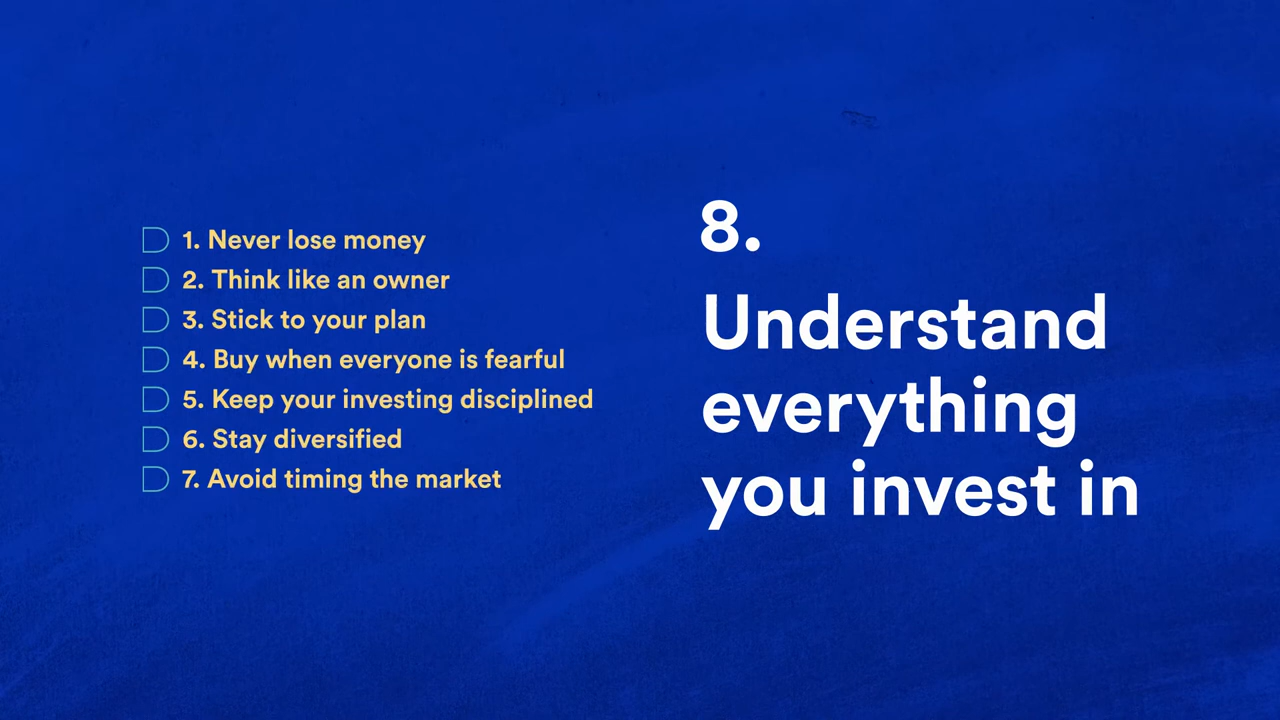 1. Never lose money
2. Think like an owner
3. Stick to your plan
4. Buy when everyone is fearful
5. Keep your investing disciplined
6. Stay diversified
7. Avoid timing the market
8.
Understand
everything
you invest in